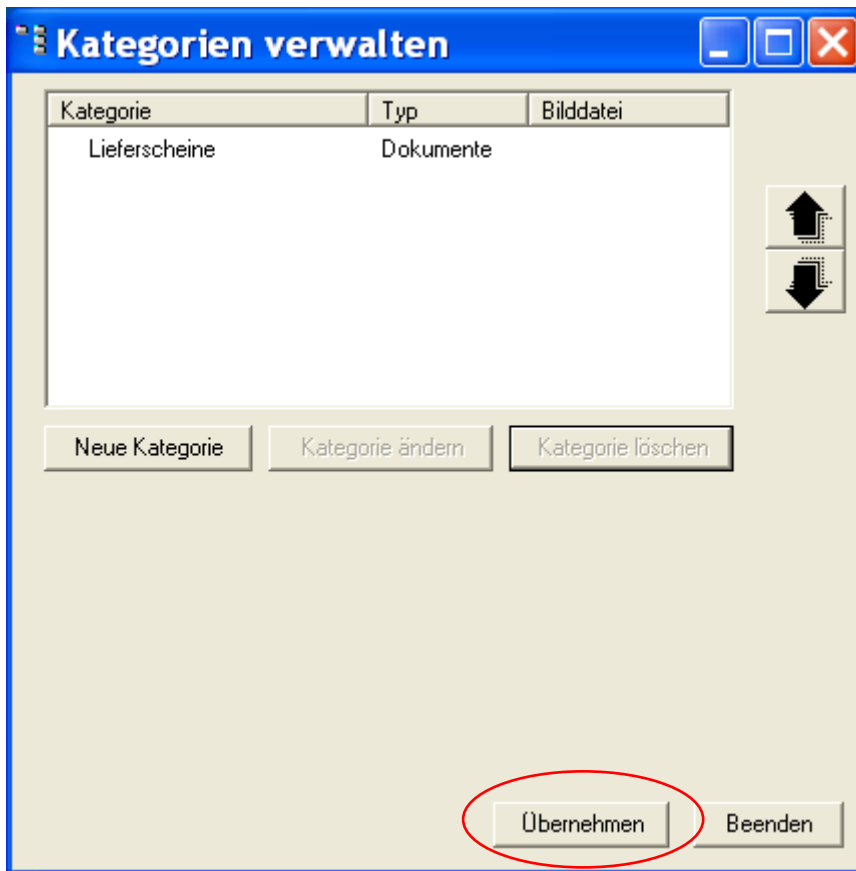 Kategorien verwalten
Kategorie Typ Bilddatei
Lieferscheine Dokumente
Neue Kategorie Kategorie ändern Kategorie löschen
Übernehmen Beenden